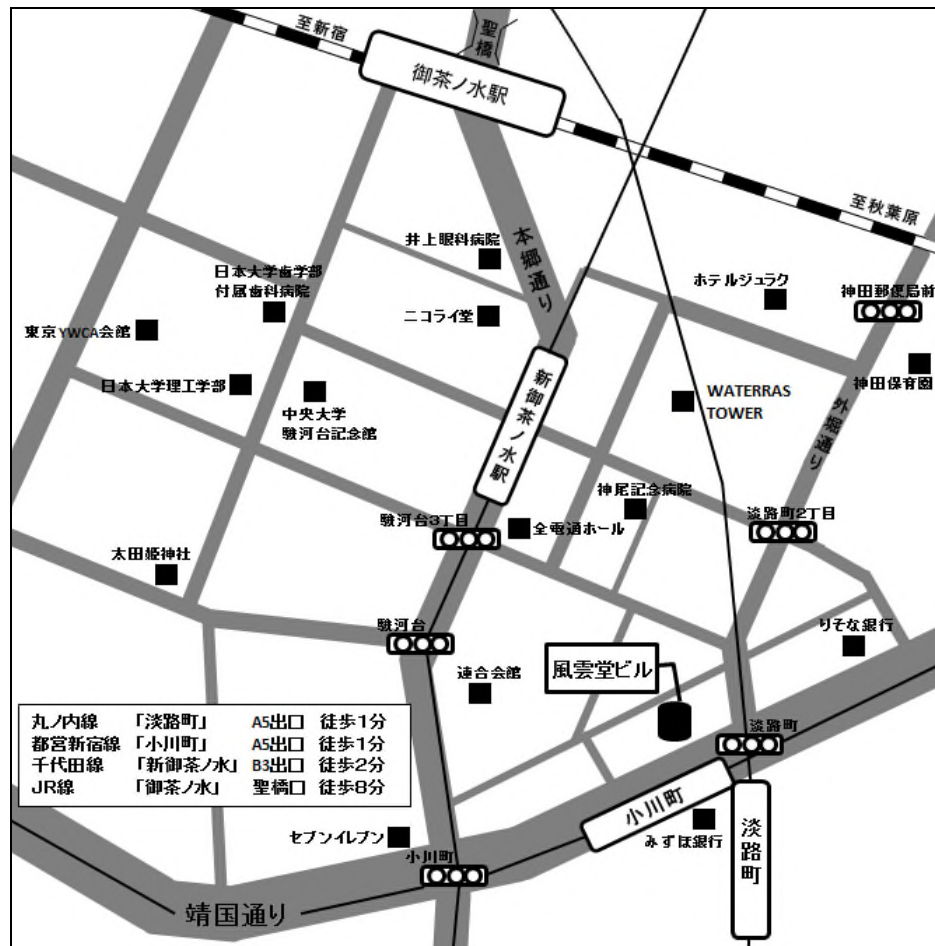 至新宿
聖橋
御茶ノ水駅
至秋葉原
井上眼科病院
本郷通り
日本大学歯学部
付属歯科病院
ホテルジュラク
神田郵便局前
東京YWCA会館
ニコライ堂
神田保育園
日本大学理工学部
新御茶ノ水駅
WATERRAS
TOWER
外堀通り
中央大学
駿河台記念館
神尾記念病院
駿河台3丁目
全電通ホール
淡路町2丁目
太田姫神社
駿河台
りそな銀行
連合会館
風雲堂ビル
丸ノ内線 「淡路町」 A5出口 徒歩1分
都営新宿線 「小川町」 A5出口 徒歩1分
千代田線 「新御茶ノ水」 B3出口 徒歩2分
JR線 「御茶ノ水」 聖橋口 徒歩8分
淡路町
小川町
セブンイレブン
みずほ銀行
淡路町
小川町
靖国通り